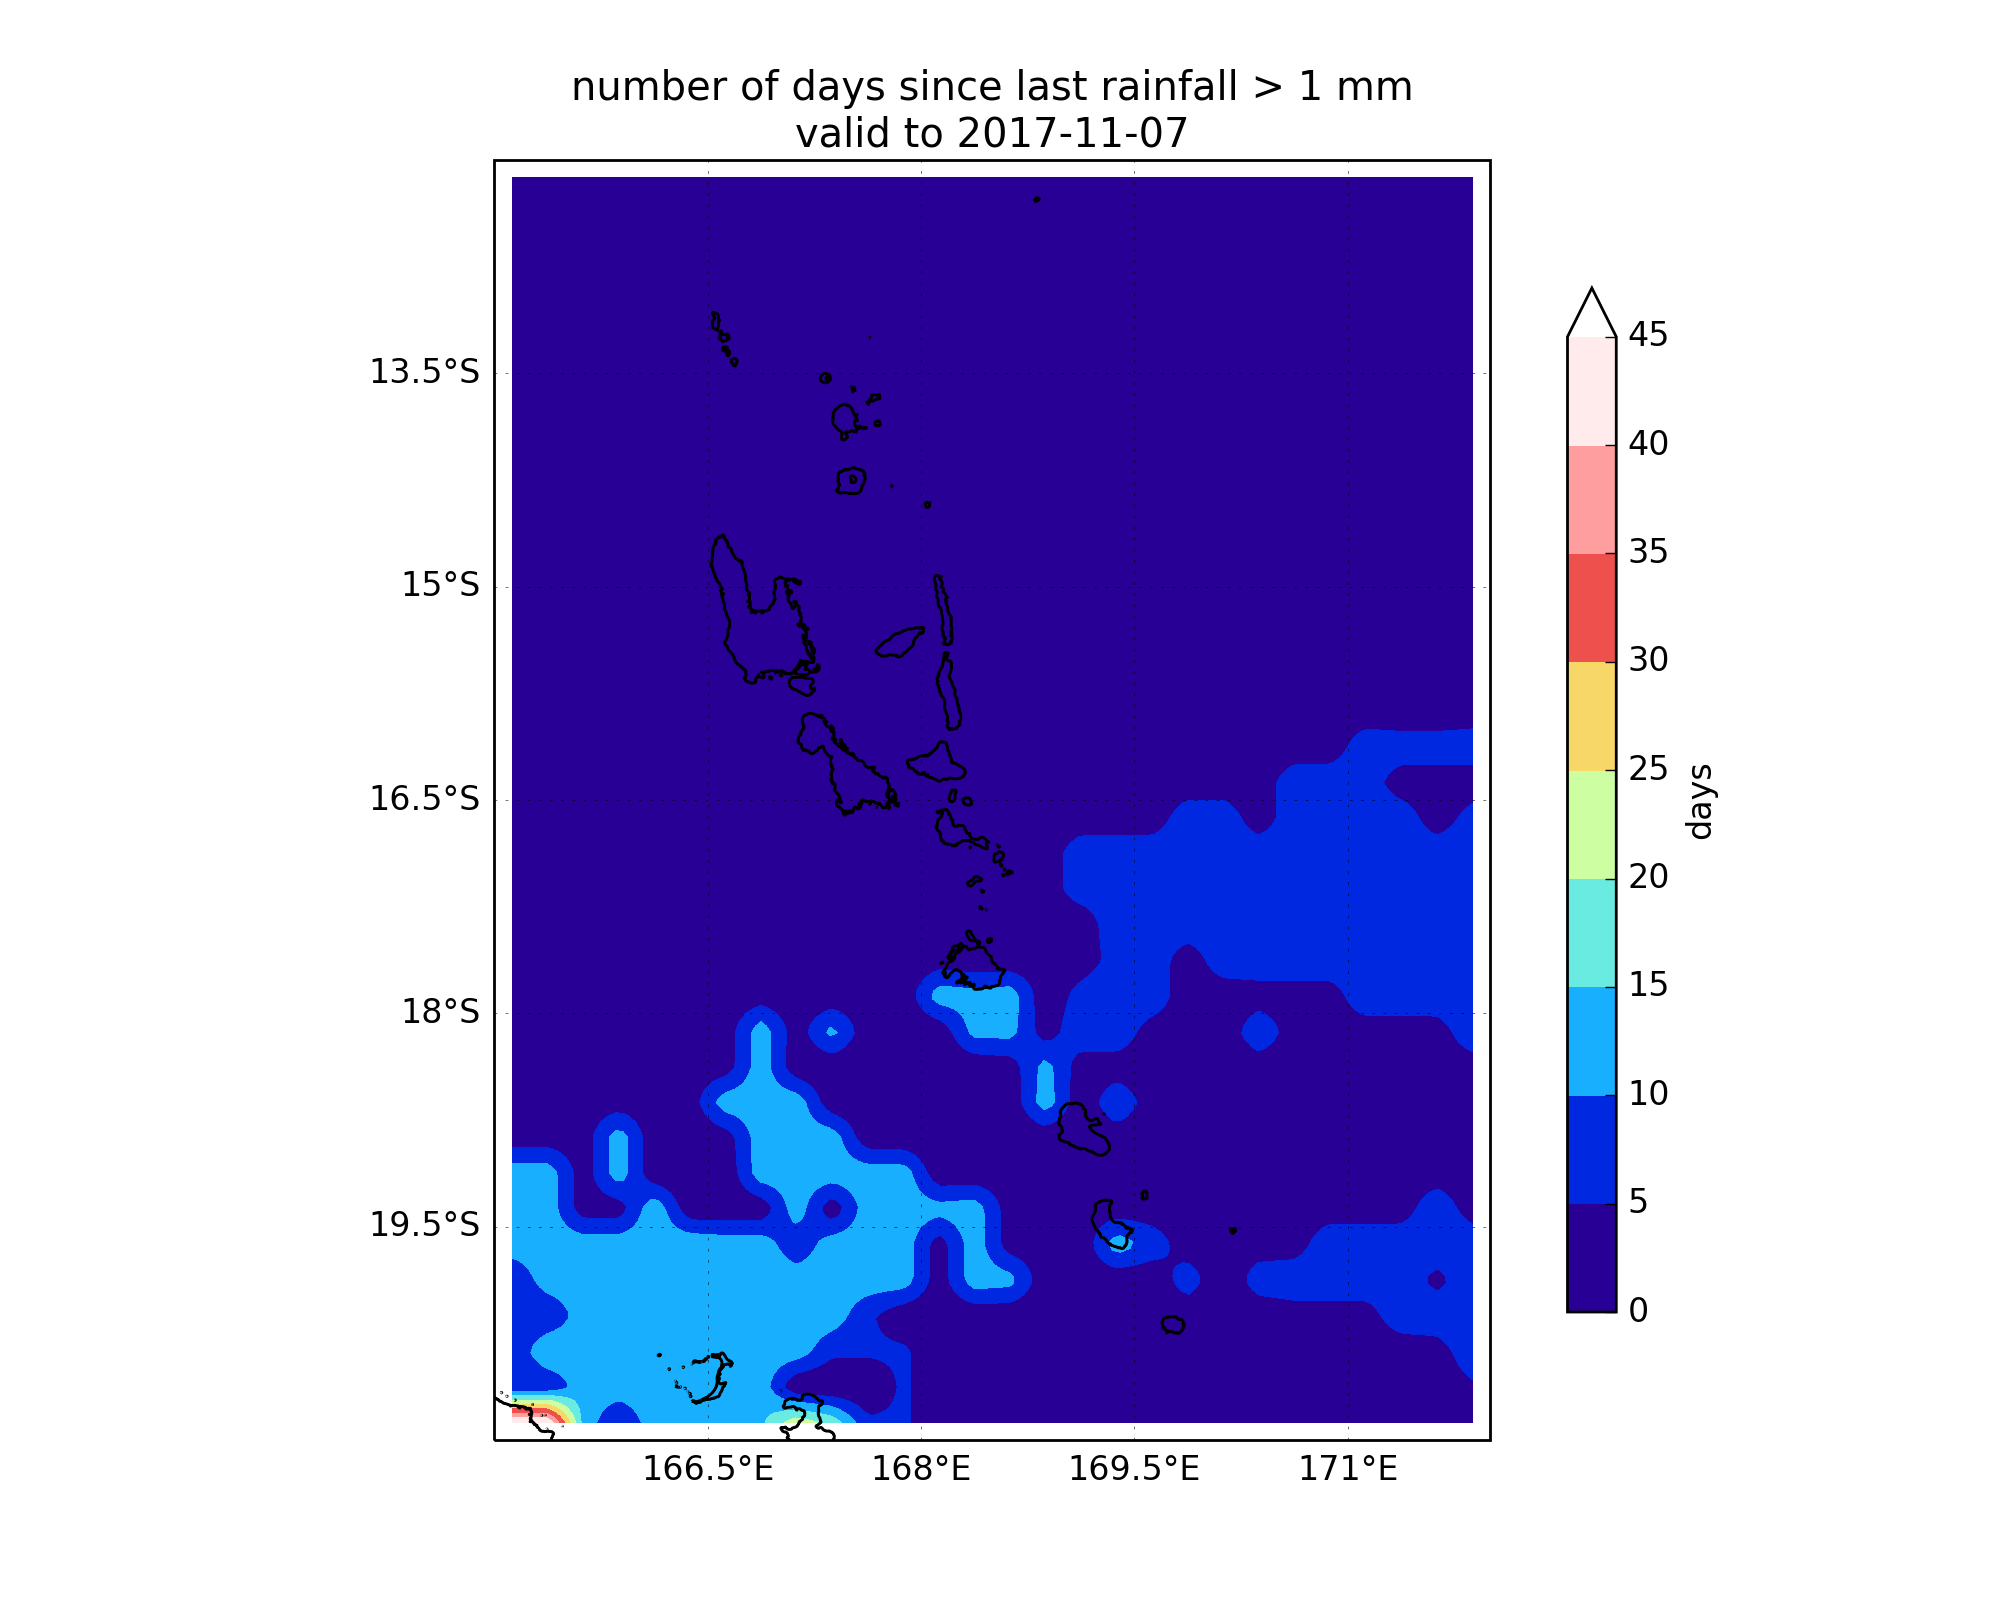 number of days since last rainfall > 1 mm
valid to 2017-11-07
13.5°S
15°S
16.5°S
18°S
19.5°S
166.5°E
168°E
169.5°E
171°E
45
40
35
30
25
20
15
10
5
0
days